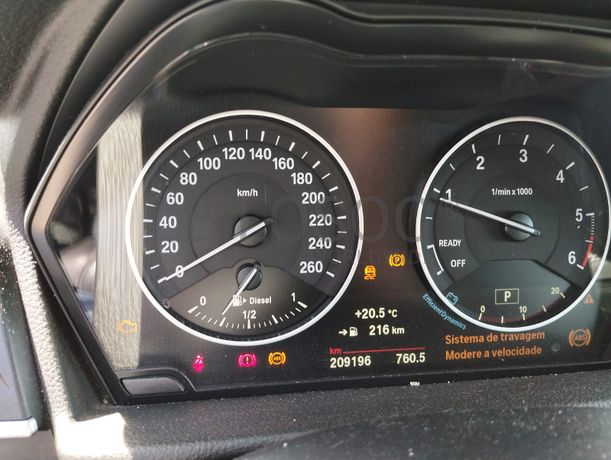 0 20 40 60 80 100 120 140 160 180 200 220 240 260
km/h
0 1/2 1
Diesel
1 2 3 4 5 6
1/min x 1000
READY
OFF
EfficientDynamics
0 10 20
P
+20.5 °C
216 km
km
209196 760.5
Sistema de travagem
Modere a velocidade
ABS
ABS
P